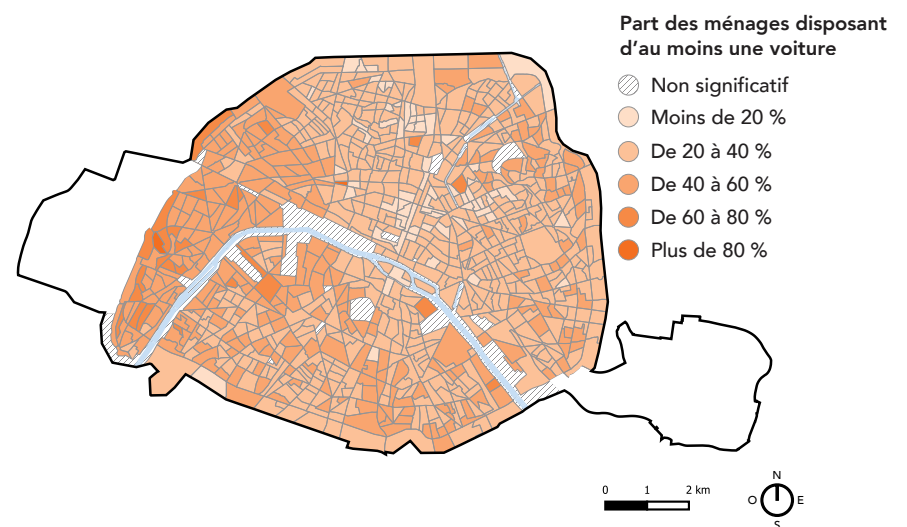 Part des ménages disposant
d'au moins une voiture
Non significatif
Moins de 20 %
De 20 à 40 %
De 40 à 60 %
De 60 à 80 %
Plus de 80 %
0 1 2 km
N
O E
S